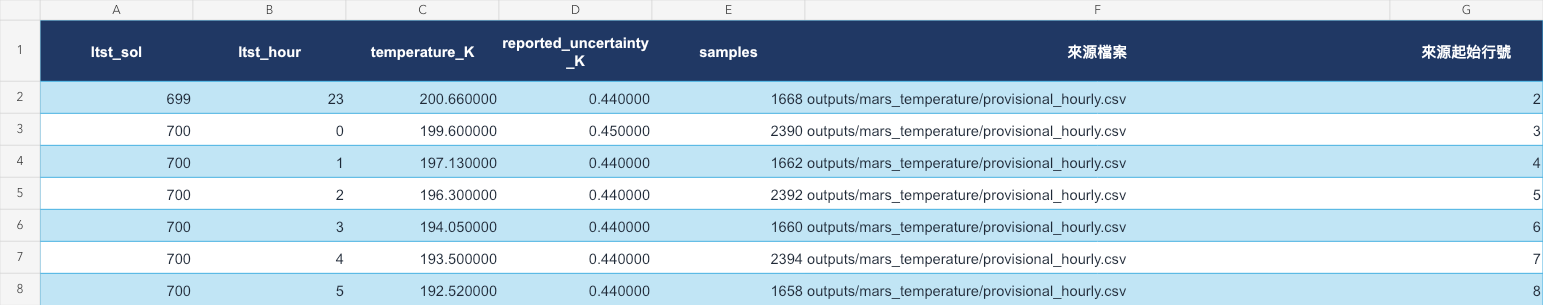 A B C D E F G
1 ltst_sol ltst_hour temperature_K reported_uncertainty_K samples 來源檔案 來源起始行號
2 699 23 200.660000 0.440000 1668 outputs/mars_temperature/provisional_hourly.csv 2
3 700 0 199.600000 0.450000 2390 outputs/mars_temperature/provisional_hourly.csv 3
4 700 1 197.130000 0.440000 1662 outputs/mars_temperature/provisional_hourly.csv 4
5 700 2 196.300000 0.440000 2392 outputs/mars_temperature/provisional_hourly.csv 5
6 700 3 194.050000 0.440000 1660 outputs/mars_temperature/provisional_hourly.csv 6
7 700 4 193.500000 0.440000 2394 outputs/mars_temperature/provisional_hourly.csv 7
8 700 5 192.520000 0.440000 1658 outputs/mars_temperature/provisional_hourly.csv 8